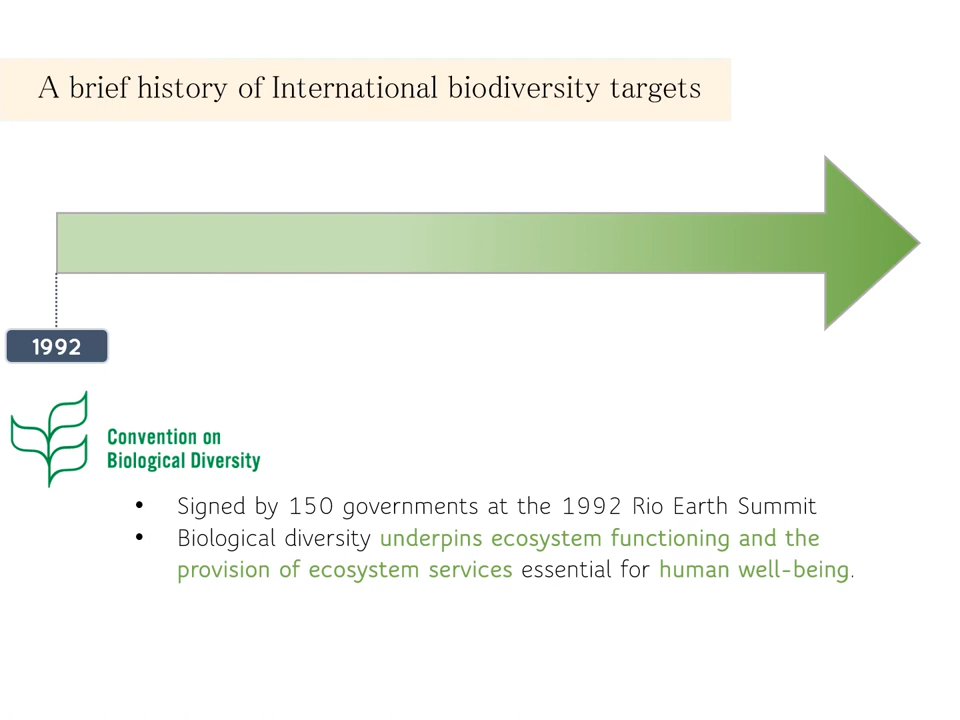 A brief history of International biodiversity targets
1992
Convention on
Biological Diversity
• Signed by 150 governments at the 1992 Rio Earth Summit
• Biological diversity underpins ecosystem functioning and the
provision of ecosystem services essential for human well-being.